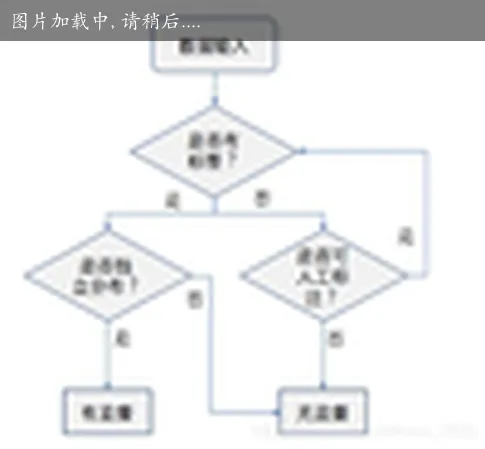 图片加载中,请稍后....
数据输入
是否有
标签？
是
否
是
是否独
立分布？
是否可
人工标
注？
否
是
否
有监督
无监督